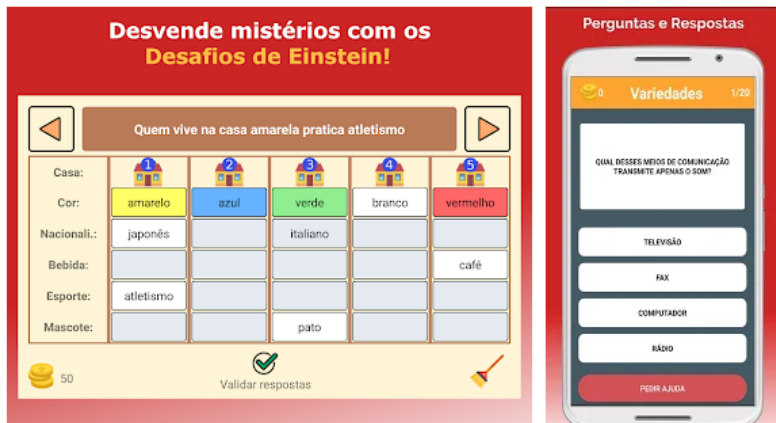 Desvende mistérios com os
Desafios de Einstein!
Quem vive na casa amarela pratica atletismo
Casa: 1 2 3 4 5
Cor: amarelo azul verde branco vermelho
Nacionali.: japonês italiano
Bebida: café
Esporte: atletismo
Mascote: pato
50
Validar respostas
Perguntas e Respostas
0 Variedades 1/20
QUAL DESSES MEIOS DE COMUNICAÇÃO
TRANSMITE APENAS O SOM?
TELEVISÃO
FAX
COMPUTADOR
RÁDIO
PEDIR AJUDA